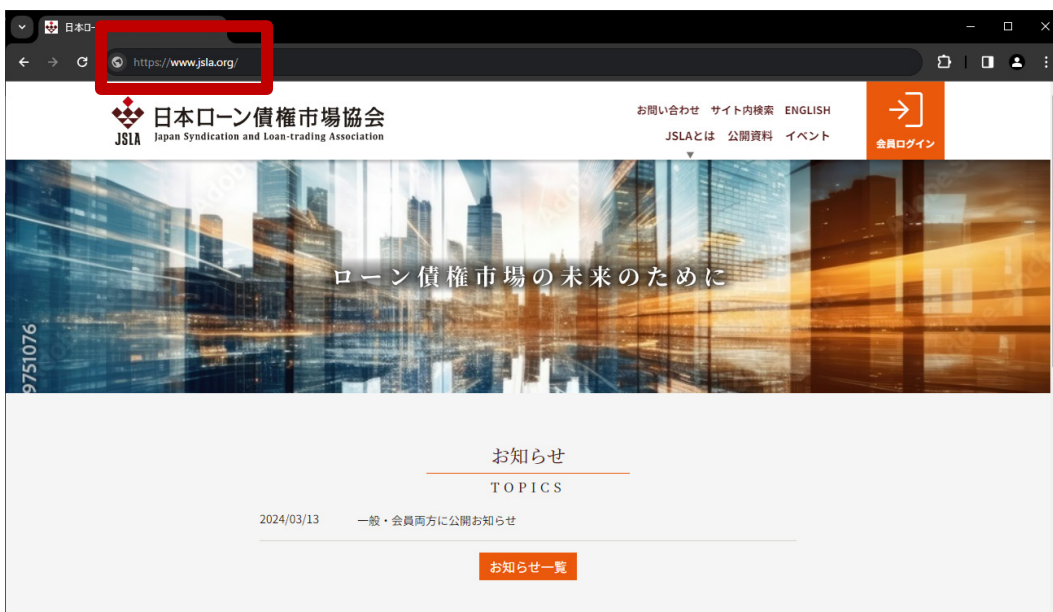 日本ロー
https://www.jsla.org/
日本ローン債権市場協会
JSLA Japan Syndication and Loan-trading Association
お問い合わせ サイト内検索 ENGLISH
JSLAとは 公開資料 イベント
▼
会員ログイン
ローン債権市場の未来のために
9751076
お知らせ
TOPICS
2024/03/13 一般・会員両方に公開お知らせ
お知らせ一覧